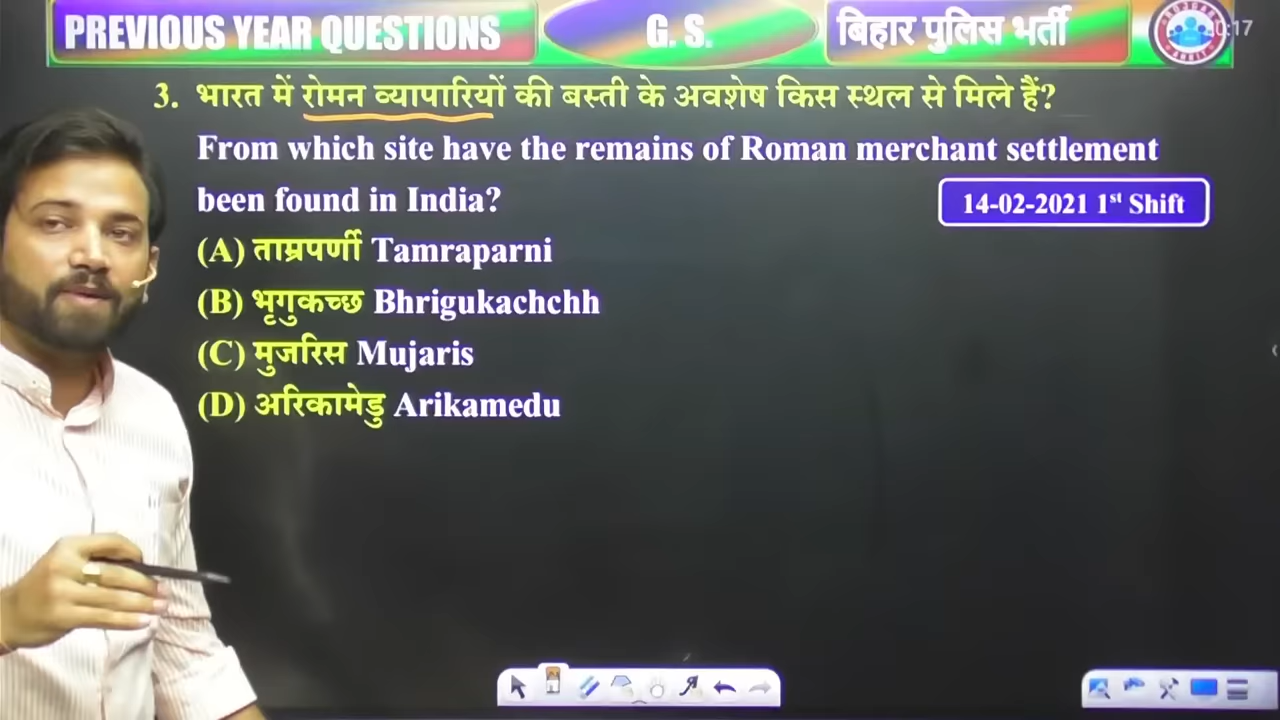 PREVIOUS YEAR QUESTIONS G. S. बिहार पुलिस भर्ती
3. भारत में रोमन व्यापारियों की बस्ती के अवशेष किस स्थल से मिले हैं?
From which site have the remains of Roman merchant settlement
been found in India?
14-02-2021 1st Shift
(A) ताम्रपर्णी Tamraparni
(B) भृगुकच्छ Bhrigukachchh
(C) मुजरिस Mujaris
(D) अरिकामेडु Arikamedu